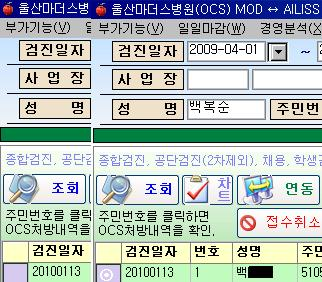 울산마더스병 울산마더스병원(OCS) MOD ↔ AILISS
부가기능(V) 일 부가기능(V) 일일마감(W) 경영분석(X)
검진일자 검진일자 2009-04-01 ~
사 업 장 사 업 장
성 명 성 명 백복순 주민번
종합검진, 공단검 종합검진, 공단검진(2차제외), 채용, 학생검
조회 조회 차트 연동
주민번호를 클릭 주민번호를 클릭하면
OCS처방내역을 OCS처방내역을 확인. 접수취소
검진일자 검진일자 번호 성명 주민
20100113 20100113 1 백 5105